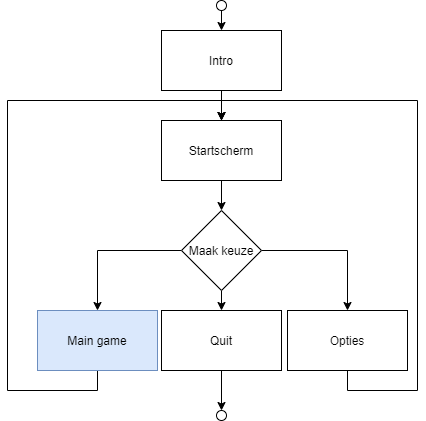 Intro
Startscherm
Maak keuze
Main game
Quit
Opties